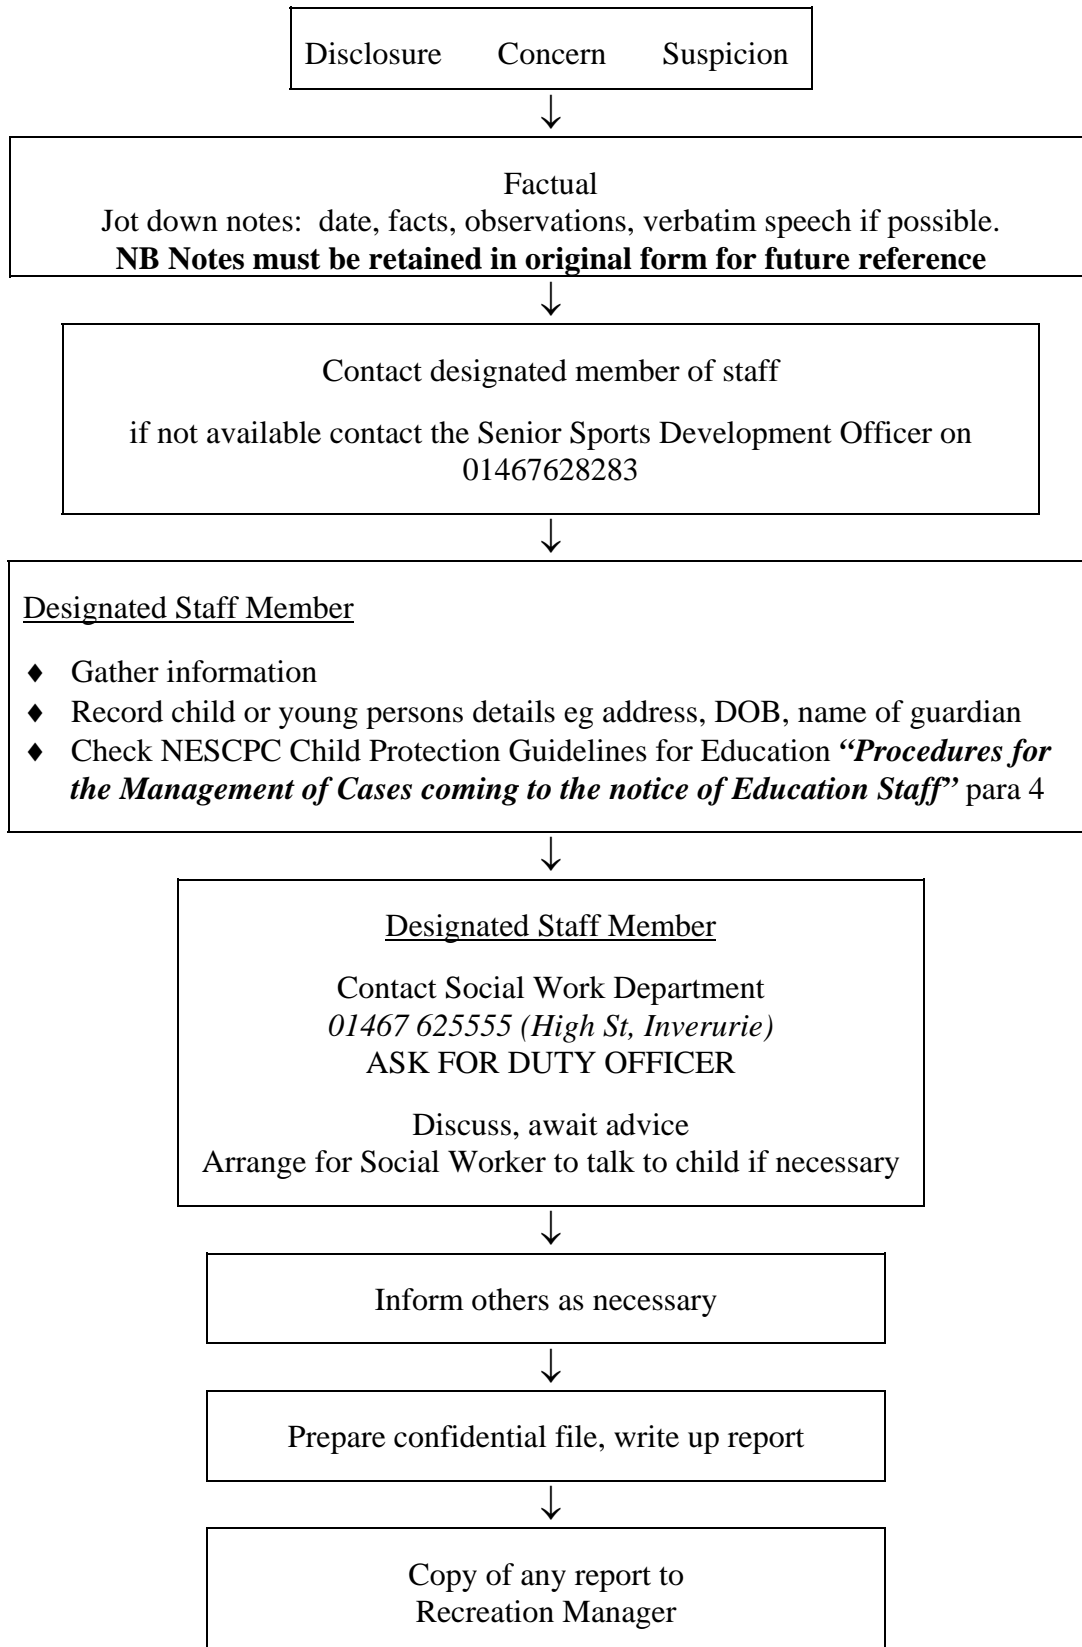 Disclosure Concern Suspicion
Factual
Jot down notes: date, facts, observations, verbatim speech if possible.
NB Notes must be retained in original form for future reference
Contact designated member of staff
if not available contact the Senior Sports Development Officer on
01467628283
Designated Staff Member
♦ Gather information
♦ Record child or young persons details eg address, DOB, name of guardian
♦ Check NESCPC Child Protection Guidelines for Education “Procedures for
the Management of Cases coming to the notice of Education Staff” para 4
Designated Staff Member
Contact Social Work Department
01467 625555 (High St, Inverurie)
ASK FOR DUTY OFFICER
Discuss, await advice
Arrange for Social Worker to talk to child if necessary
Inform others as necessary
Prepare confidential file, write up report
Copy of any report to
Recreation Manager